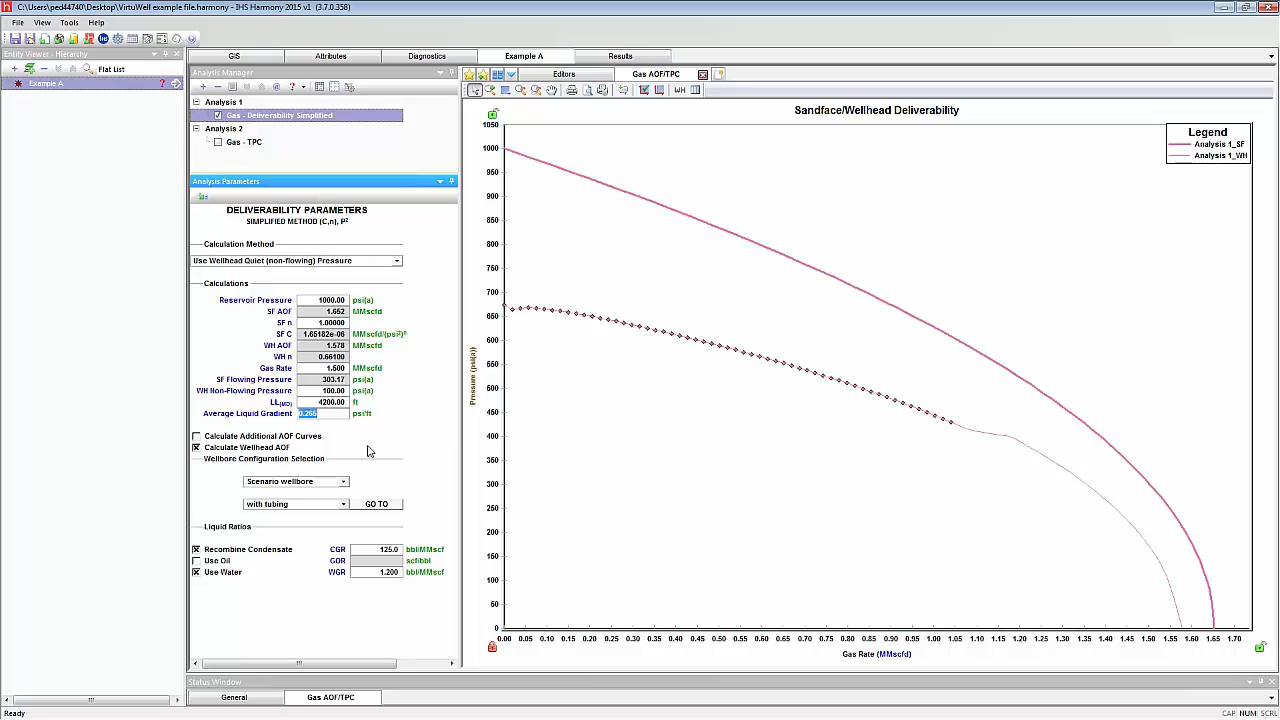 C:\Users\ped44740\Desktop\VirtuWell example file.harmony - IHS Harmony 2015 v1 (3.7.0.358)
File View Tools Help
Entity Viewer - Hierarchy
Flat List
Example A
GIS Attributes Diagnostics Example A Results
Analysis Manager
Analysis 1
Gas - Deliverability Simplified
Analysis 2
Gas - TPC
Analysis Parameters
DELIVERABILITY PARAMETERS
SIMPLIFIED METHOD (C,n), P²
Calculation Method
Use Wellhead Quiet (non-flowing) Pressure
Calculations
Reservoir Pressure 1000.00 psi(a)
SF AOF 1.652 MMscfd
SF n 1.00000
SF C 1.65182e-06 MMscfd/(psi²)ⁿ
WH AOF 1.578 MMscfd
WH n 0.66100
Gas Rate 1.500 MMscfd
SF Flowing Pressure 303.17 psi(a)
WH Non-Flowing Pressure 100.00 psi(a)
LL(MD) 4200.00 ft
Average Liquid Gradient 0.265 psi/ft
Calculate Additional AOF Curves
Calculate Wellhead AOF
Wellbore Configuration Selection
Scenario wellbore
with tubing GO TO
Liquid Ratios
Recombine Condensate CGR 125.0 bbl/MMscf
Use Oil GOR scf/bbl
Use Water WGR 1.200 bbl/MMscf
Editors Gas AOF/TPC
WH
Sandface/Wellhead Deliverability
Legend
Analysis 1_SF
Analysis 1_WH
Pressure (psi(a))
1050
1000
950
900
850
800
750
700
650
600
550
500
450
400
350
300
250
200
150
100
50
0
0.00 0.05 0.10 0.15 0.20 0.25 0.30 0.35 0.40 0.45 0.50 0.55 0.60 0.65 0.70 0.75 0.80 0.85 0.90 0.95 1.00 1.05 1.10 1.15 1.20 1.25 1.30 1.35 1.40 1.45 1.50 1.55 1.60 1.65 1.70
Gas Rate (MMscfd)
Status Window
General Gas AOF/TPC
Ready
CAP NUM SCRL